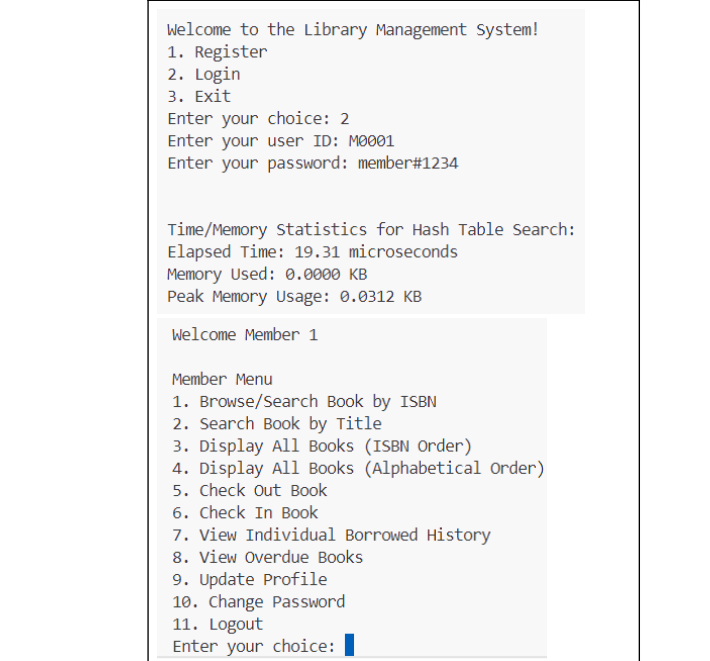 Welcome to the Library Management System!
1. Register
2. Login
3. Exit
Enter your choice: 2
Enter your user ID: M0001
Enter your password: member#1234
Time/Memory Statistics for Hash Table Search:
Elapsed Time: 19.31 microseconds
Memory Used: 0.0000 KB
Peak Memory Usage: 0.0312 KB
Welcome Member 1
Member Menu
1. Browse/Search Book by ISBN
2. Search Book by Title
3. Display All Books (ISBN Order)
4. Display All Books (Alphabetical Order)
5. Check Out Book
6. Check In Book
7. View Individual Borrowed History
8. View Overdue Books
9. Update Profile
10. Change Password
11. Logout
Enter your choice: